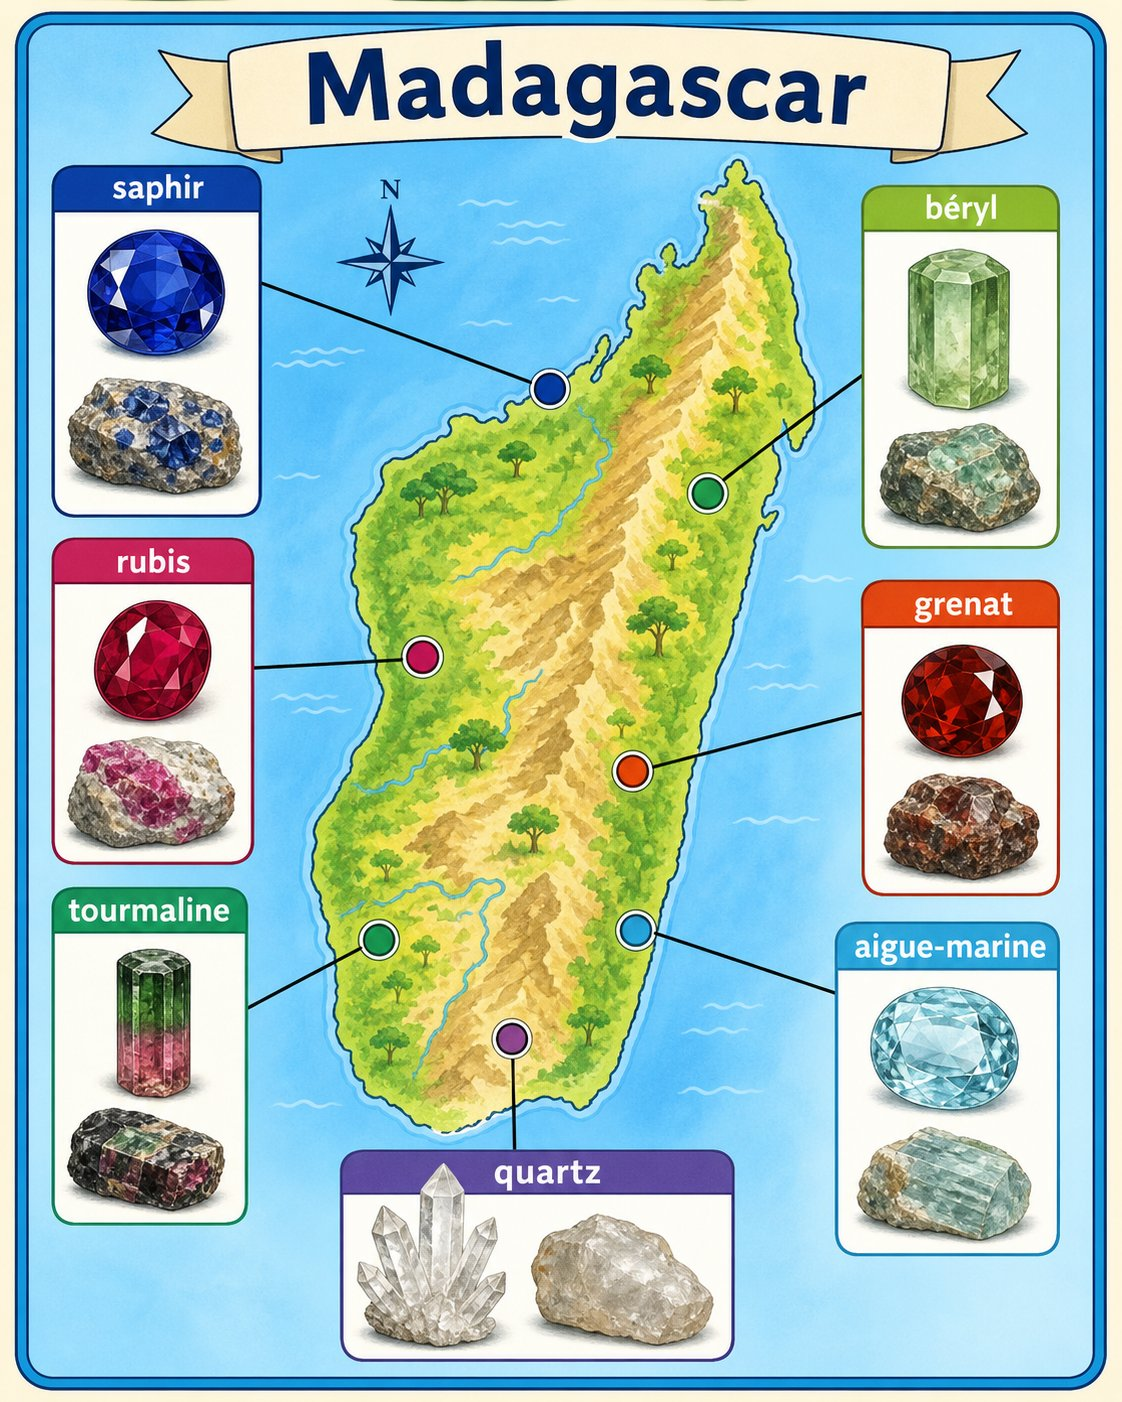 Madagascar
N
saphir
béryl
rubis
grenat
tourmaline
aigue-marine
quartz